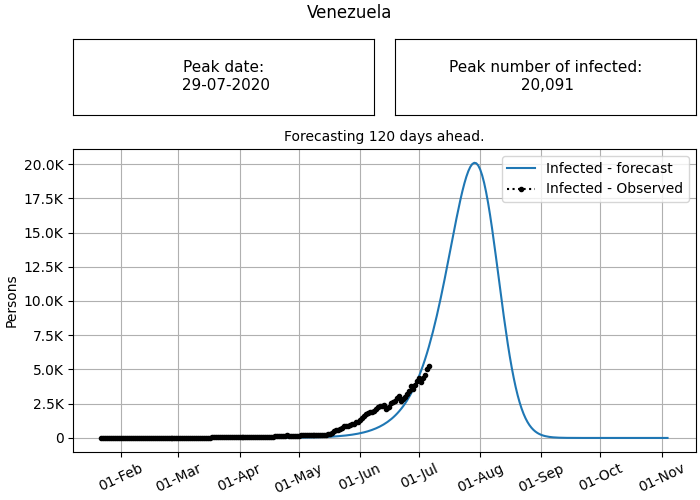 Venezuela
Peak date:
29-07-2020
Peak number of infected:
20,091
Forecasting 120 days ahead.
Infected - forecast
Infected - Observed
Persons
20.0K
17.5K
15.0K
12.5K
10.0K
7.5K
5.0K
2.5K
0
01-Feb
01-Mar
01-Apr
01-May
01-Jun
01-Jul
01-Aug
01-Sep
01-Oct
01-Nov